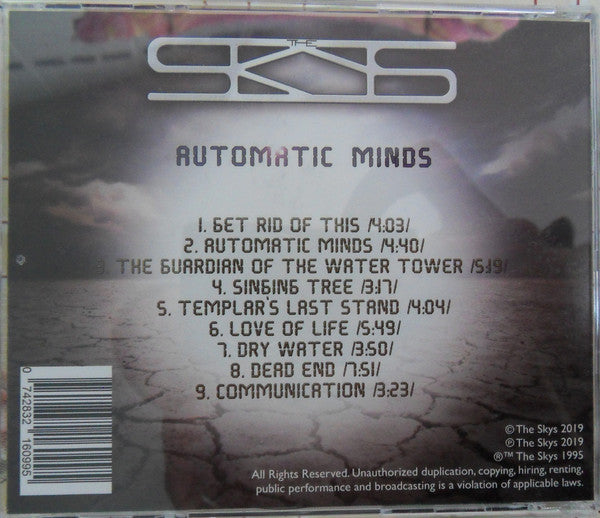 THE
SKYS
AUTOMATIC MINDS
1. GET RID OF THIS /4:03/
2. AUTOMATIC MINDS /4:40/
3. THE GUARDIAN OF THE WATER TOWER /5:19/
4. SINGING TREE /3:17/
5. TEMPLAR'S LAST STAND /4:04/
6. LOVE OF LIFE /5:49/
7. DRY WATER /3:50/
8. DEAD END /7:51/
9. COMMUNICATION /3:23/
0 742832 160995
© The Skys 2019
℗ The Skys 2019
®™ The Skys 1995
All Rights Reserved. Unauthorized duplication, copying, hiring, renting,
public performance and broadcasting is a violation of applicable laws.